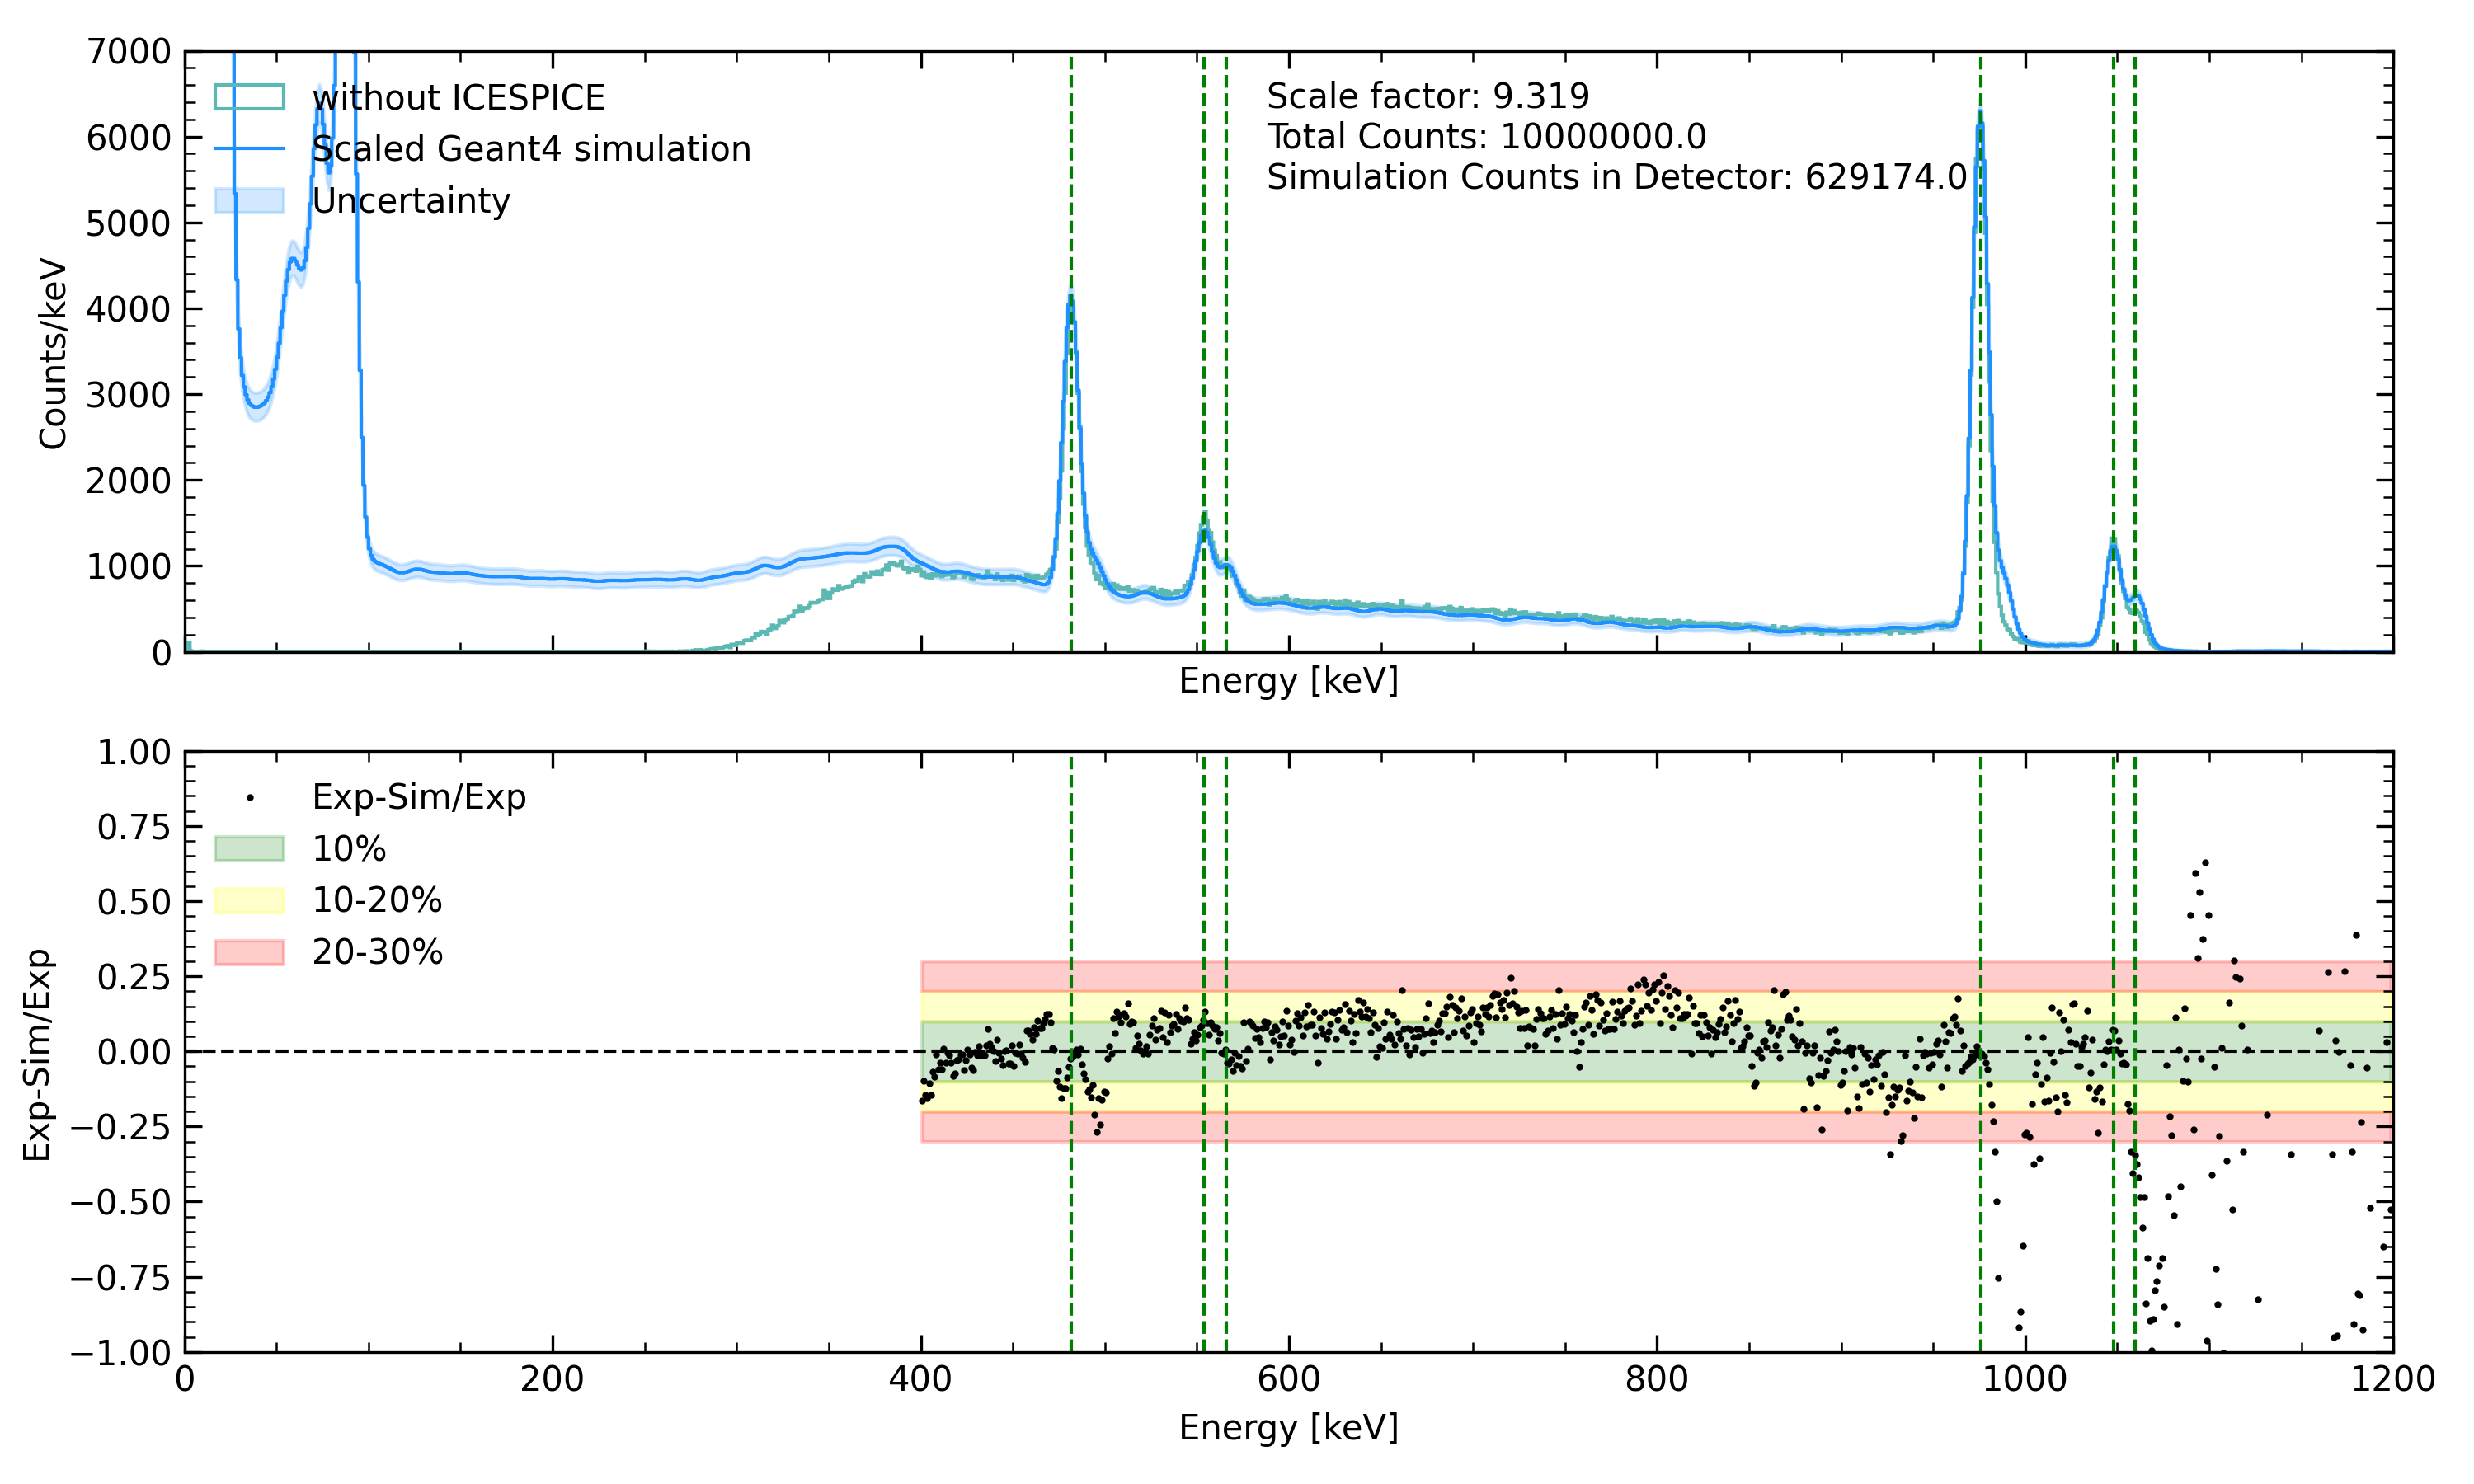 7000
6000
5000
4000
3000
2000
1000
0
Counts/keV
without ICESPICE
Scaled Geant4 simulation
Uncertainty
Scale factor: 9.319
Total Counts: 10000000.0
Simulation Counts in Detector: 629174.0
Energy [keV]
1.00
0.75
0.50
0.25
0.00
−0.25
−0.50
−0.75
−1.00
Exp-Sim/Exp
Exp-Sim/Exp
10%
10-20%
20-30%
0 200 400 600 800 1000 1200
Energy [keV]